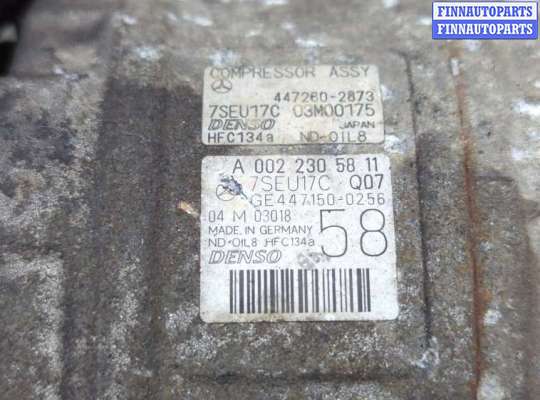 FINNAUTOPARTS
FINNAUTOPARTS
COMPRESSOR ASSY
447260-2873
7SEU17C 03M00175
DENSO JAPAN
HFC134a ND-OIL8
A 002 230 58 11
7SEU17C Q07
GE447150-0256
04 M 03018
58
MADE IN GERMANY
ND-OIL8 HFC134a
DENSO